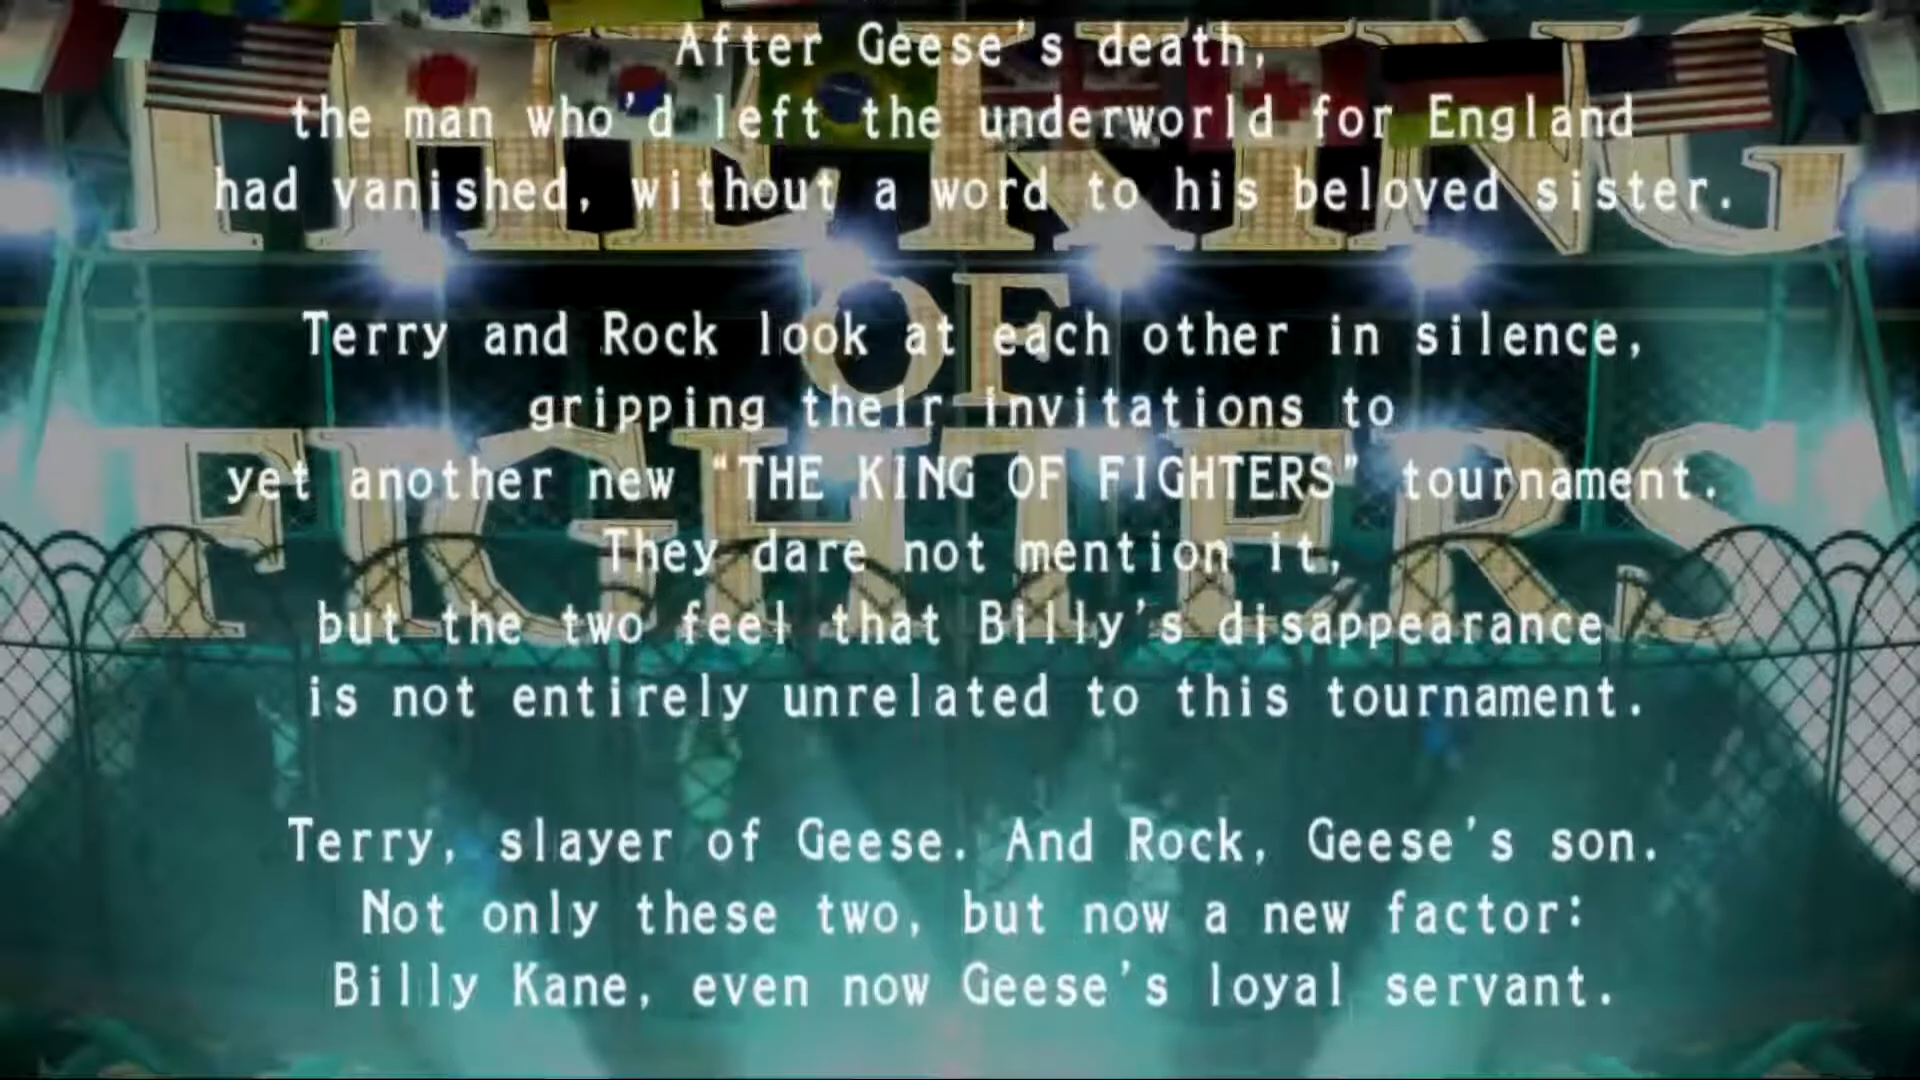 After Geese's death,
the man who'd left the underworld for England
had vanished, without a word to his beloved sister.
Terry and Rock look at each other in silence,
gripping their invitations to
yet another new "THE KING OF FIGHTERS" tournament.
They dare not mention it,
but the two feel that Billy's disappearance
is not entirely unrelated to this tournament.
Terry, slayer of Geese. And Rock, Geese's son.
Not only these two, but now a new factor:
Billy Kane, even now Geese's loyal servant.
THE KING
OF
FIGHTERS